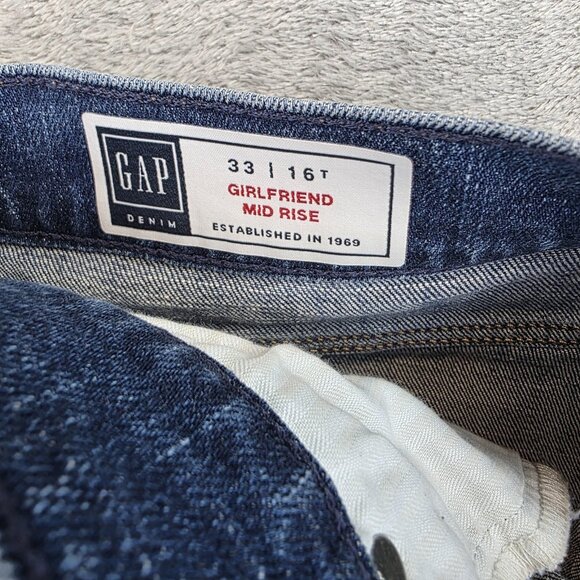 GAP
DENIM
33 | 16T
GIRLFRIEND
MID RISE
ESTABLISHED IN 1969